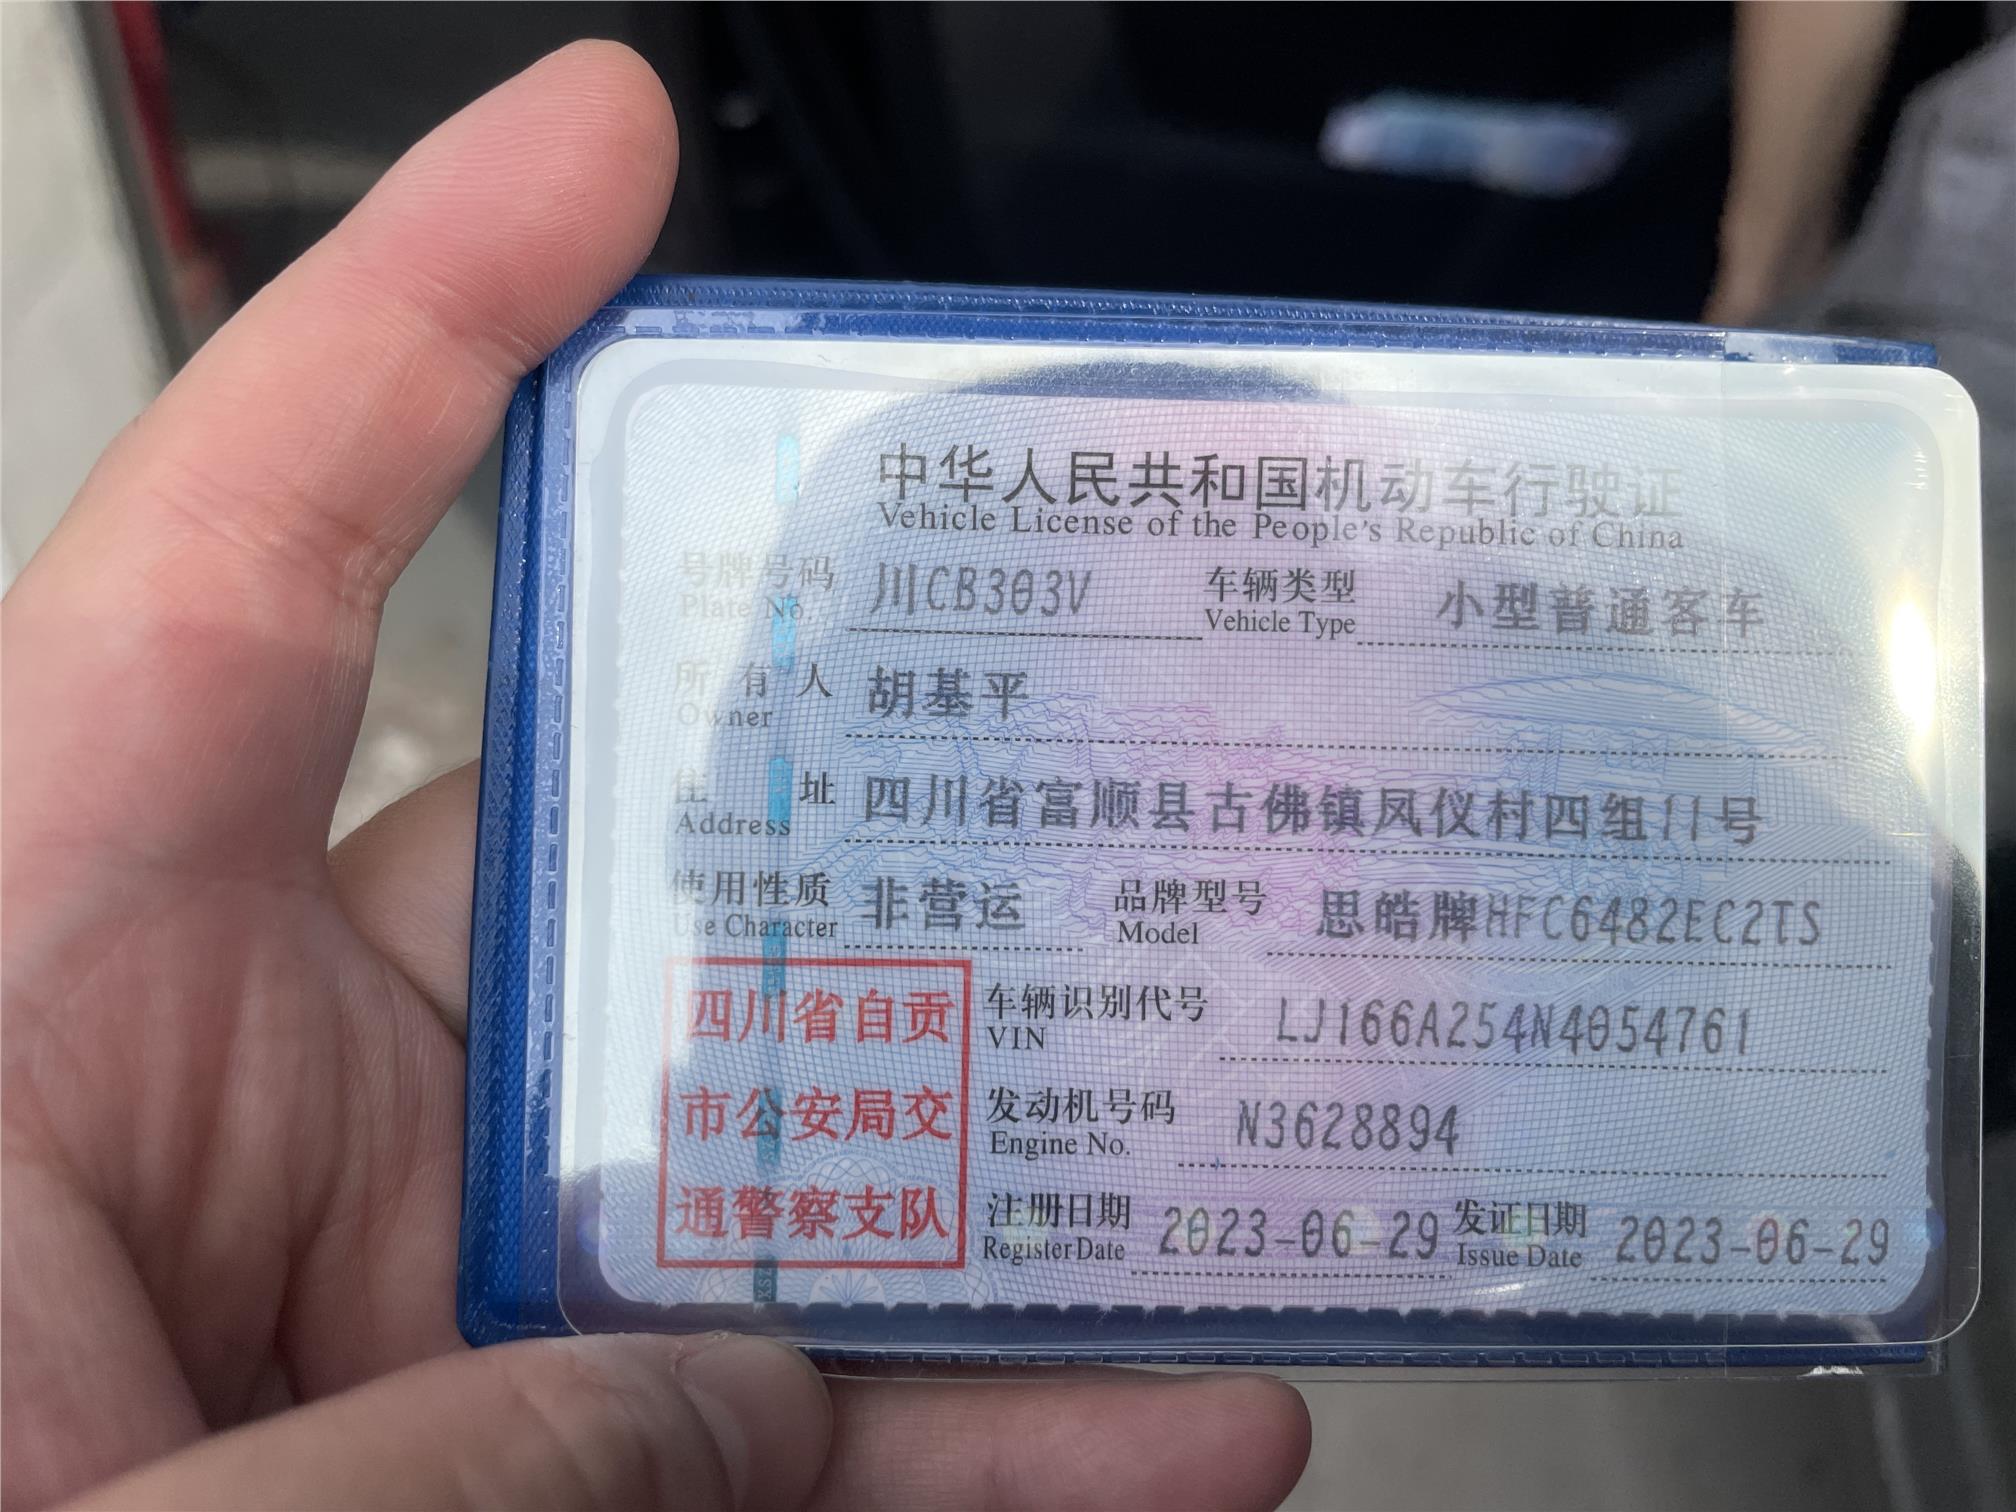 中华人民共和国机动车行驶证
Vehicle License of the People's Republic of China
号牌号码 川CB303V 车辆类型 小型普通客车
Plate No. Vehicle Type
所有人 胡基平
Owner
住址 四川省富顺县古佛镇凤仪村四组11号
Address
使用性质 非营运 品牌型号 思皓牌HFC6482EC2TS
Use Character Model
四川省自贡
市公安局交
通警察支队
车辆识别代号 LJ166A254N4054761
VIN
发动机号码 N3628894
Engine No.
注册日期 2023-06-29 发证日期 2023-06-29
Register Date Issue Date